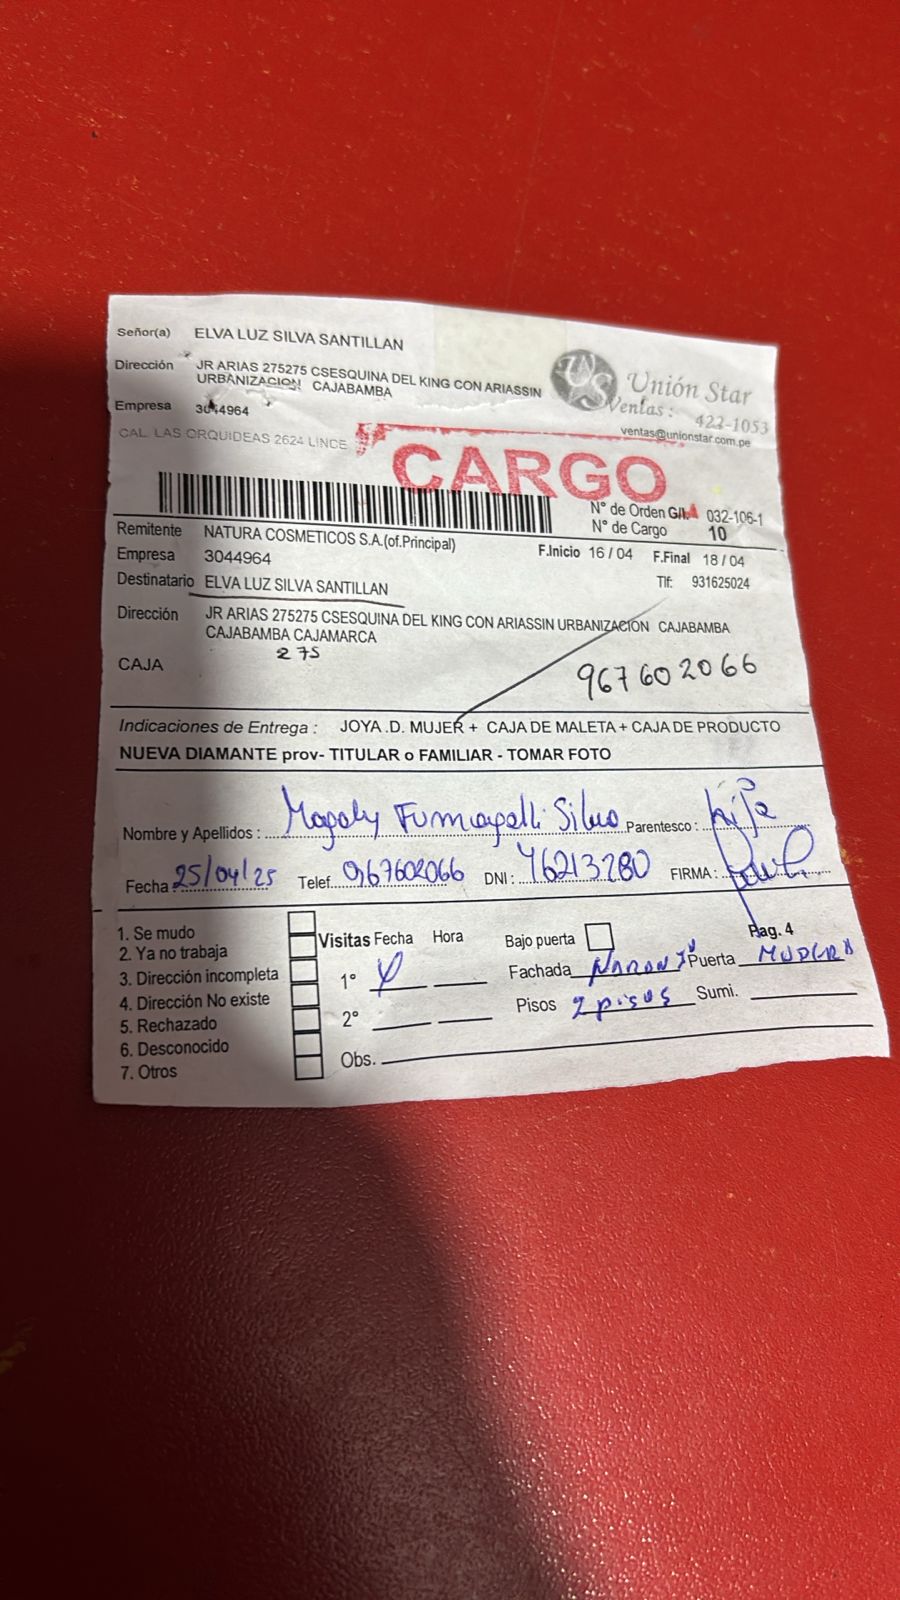 Señor(a) ELVA LUZ SILVA SANTILLAN
Dirección JR ARIAS 275275 CSESQUINA DEL KING CON ARIASSIN
URBANIZACION CAJABAMBA
Empresa 3044964
CAL. LAS ORQUIDEAS 2624 LINCE
Unión Star
Ventas: 422-1053
ventas@unionstar.com.pe
CARGO
N° de Orden G/I. 032-106-1
N° de Cargo 10
Remitente NATURA COSMETICOS S.A.(of.Principal)
Empresa 3044964 F.Inicio 16 / 04 F.Final 18 / 04
Destinatario ELVA LUZ SILVA SANTILLAN Tlf: 931625024
Dirección JR ARIAS 275275 CSESQUINA DEL KING CON ARIASSIN URBANIZACION CAJABAMBA
CAJABAMBA CAJAMARCA
275
CAJA 967602066
Indicaciones de Entrega : JOYA .D. MUJER + CAJA DE MALETA + CAJA DE PRODUCTO
NUEVA DIAMANTE prov- TITULAR o FAMILIAR - TOMAR FOTO
Nombre y Apellidos : Magaly Fumagalli Silva Parentesco : hija
Fecha 25/04/25 Telef. 967602066 DNI : 46213280 FIRMA :
Pag. 4
1. Se mudo
2. Ya no trabaja
3. Dirección incompleta
4. Dirección No existe
5. Rechazado
6. Desconocido
7. Otros
Visitas Fecha Hora
1°
2°
Obs.
Bajo puerta
Fachada Puerta MADERA
Pisos 2 pisos Sumi.